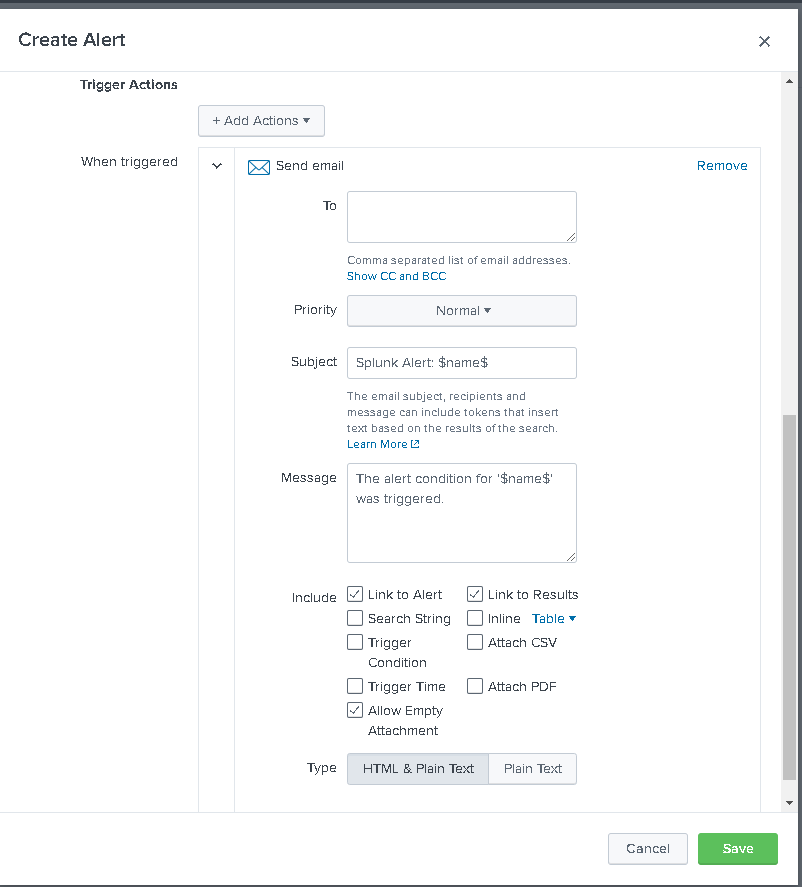 Create Alert
Trigger Actions
+ Add Actions
When triggered
Send email
Remove
To
Comma separated list of email addresses.
Show CC and BCC
Priority
Normal
Subject
Splunk Alert: $name$
The email subject, recipients and
message can include tokens that insert
text based on the results of the search.
Learn More
Message
The alert condition for '$name$'
was triggered.
Include
Link to Alert
Link to Results
Search String
Inline Table
Trigger
Condition
Attach CSV
Trigger Time
Attach PDF
Allow Empty
Attachment
Type
HTML & Plain Text
Plain Text
Cancel
Save